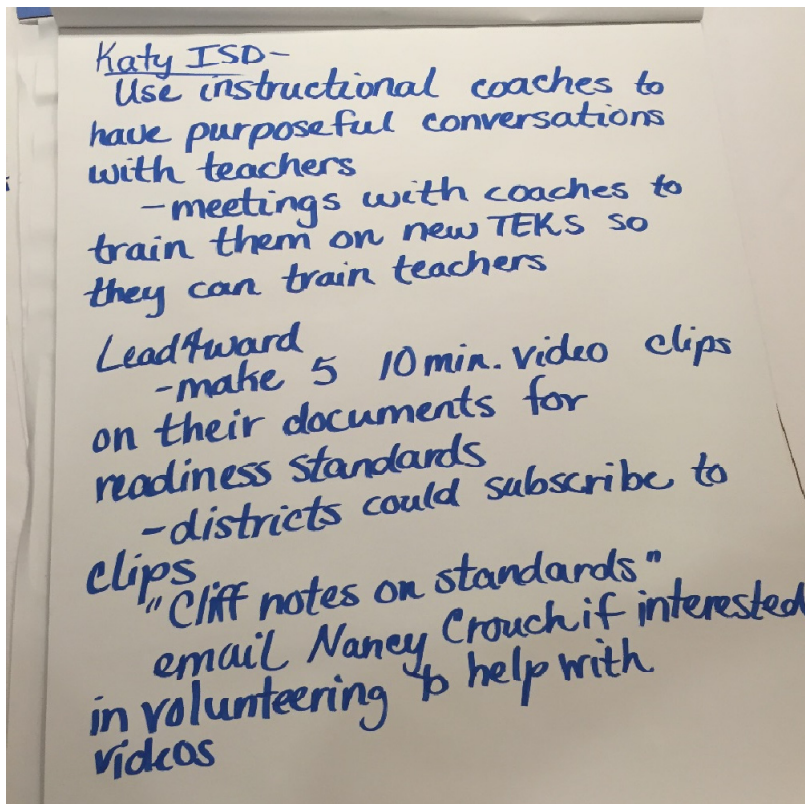 Katy ISD-
Use instructional coaches to
have purposeful conversations
with teachers
-meetings with coaches to
train them on new TEKS so
they can train teachers
Lead4ward
-make 5 10 min. video clips
on their documents for
readiness standards
-districts could subscribe to
clips
"Cliff notes on standards"
email Nancy Crouch if interested
in volunteering to help with
videos